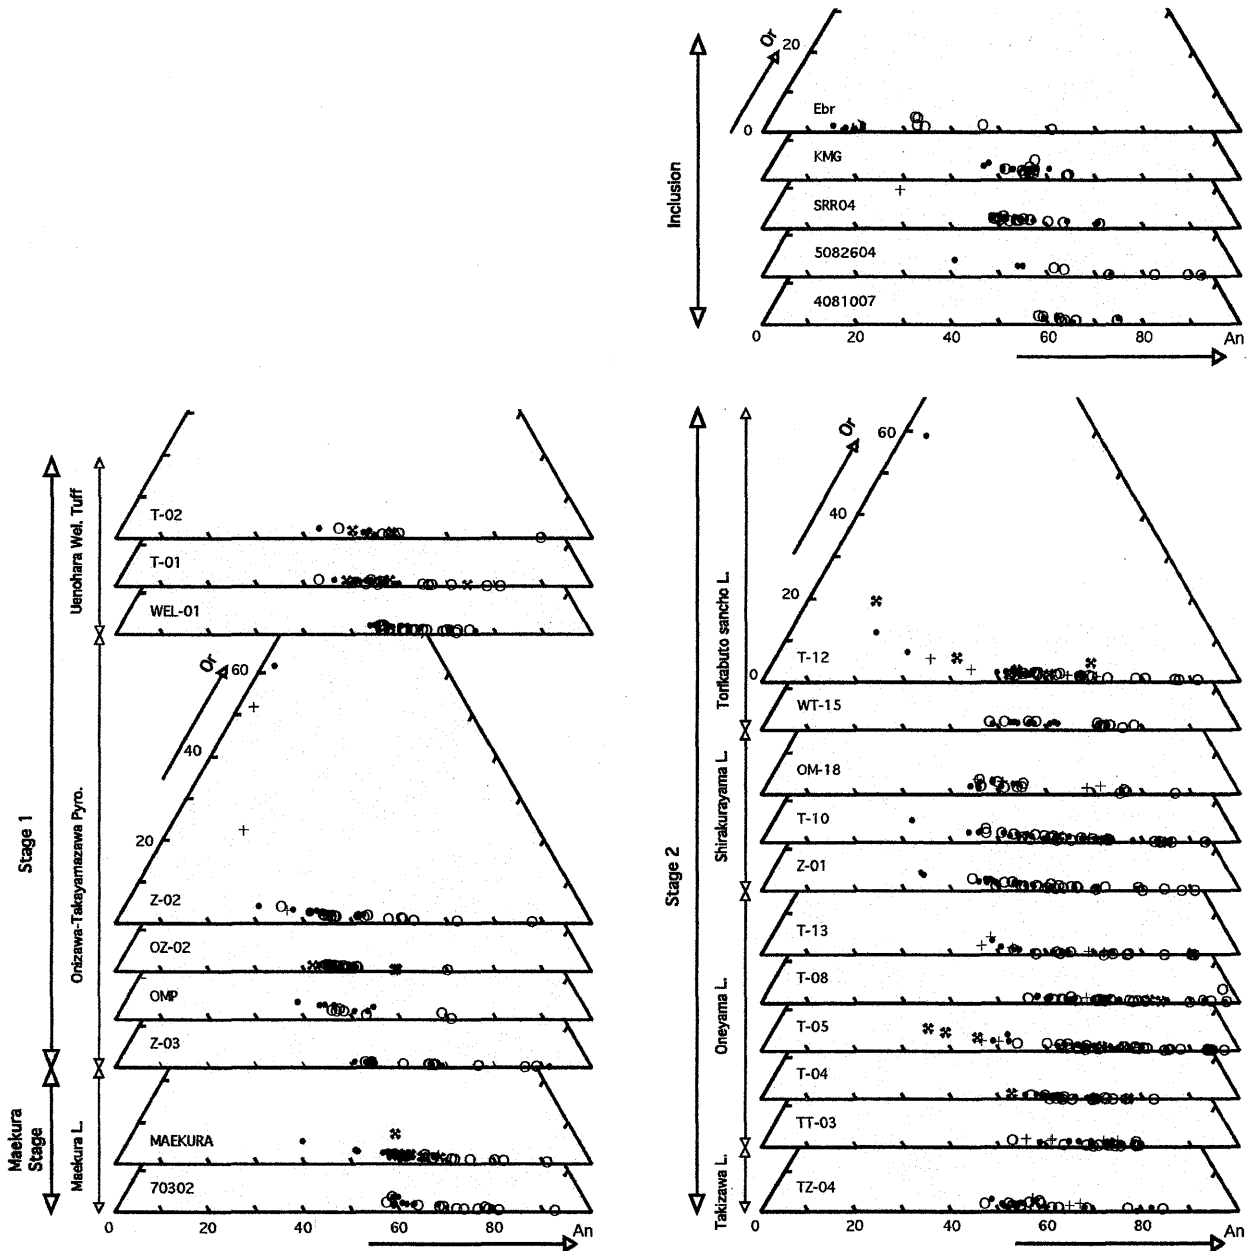 Inclusion
Or
20
0
Ebr
KMG
SRR04
5082604
4081007
0 20 40 60 80 An
Stage 1
Uenohara Wel. Tuff
T-02
T-01
WEL-01
Onizawa-Takayamazawa Pyro.
Or
60
40
20
Z-02
OZ-02
OMP
Z-03
Maekura
Stage
Maekura L.
MAEKURA
70302
0 20 40 60 80 An
Stage 2
Torikabuto sancho L.
Or
60
40
20
0
T-12
WT-15
Shirakurayama L.
OM-18
T-10
Z-01
Oneyama L.
T-13
T-08
T-05
T-04
TT-03
Takizawa L.
TZ-04
0 20 40 60 80 An